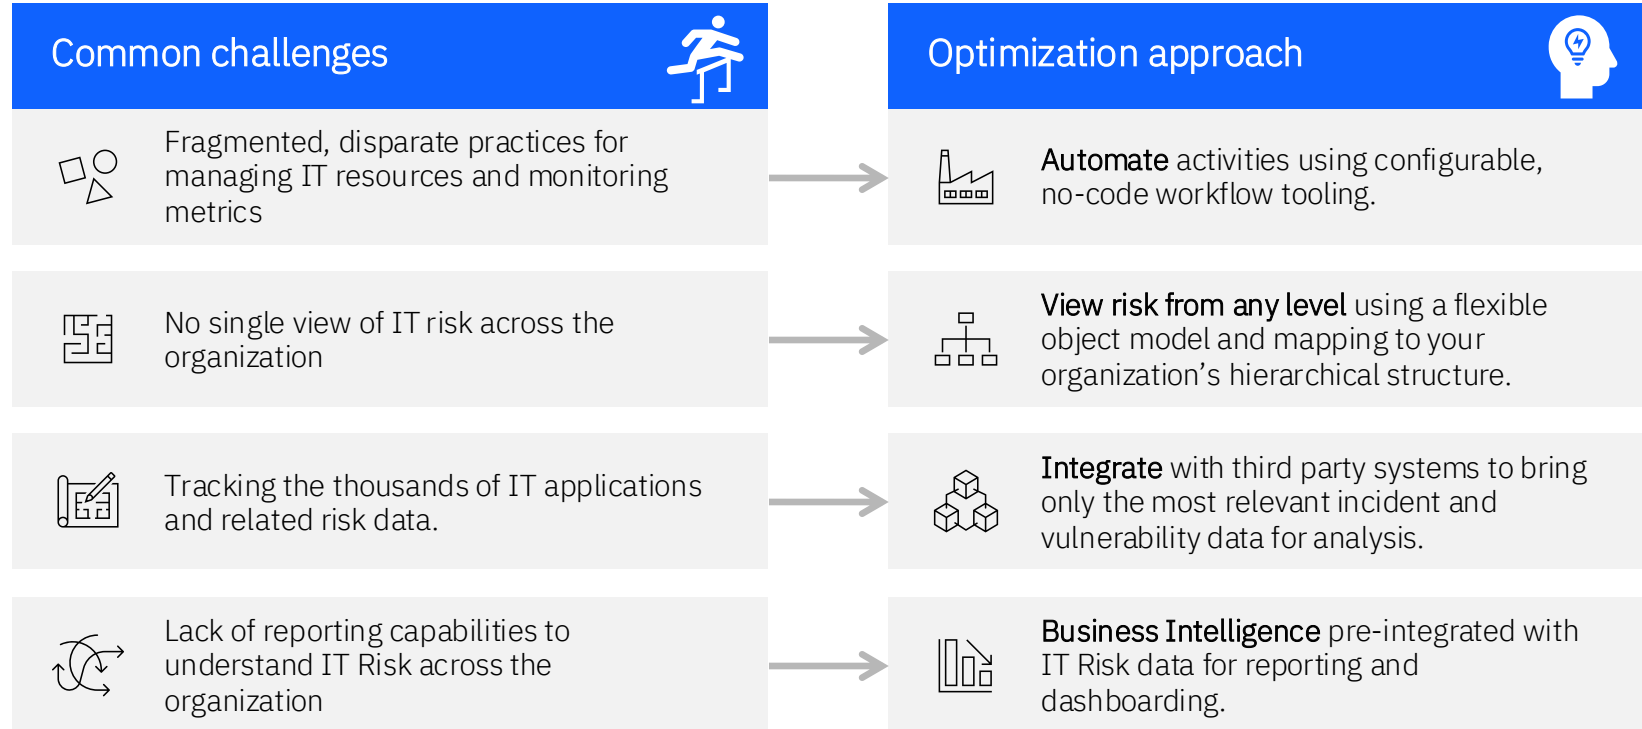 Common challenges
Optimization approach
Fragmented, disparate practices for
managing IT resources and monitoring
metrics
Automate activities using configurable,
no-code workflow tooling.
No single view of IT risk across the
organization
View risk from any level using a flexible
object model and mapping to your
organization’s hierarchical structure.
Tracking the thousands of IT applications
and related risk data.
Integrate with third party systems to bring
only the most relevant incident and
vulnerability data for analysis.
Lack of reporting capabilities to
understand IT Risk across the
organization
Business Intelligence pre-integrated with
IT Risk data for reporting and
dashboarding.